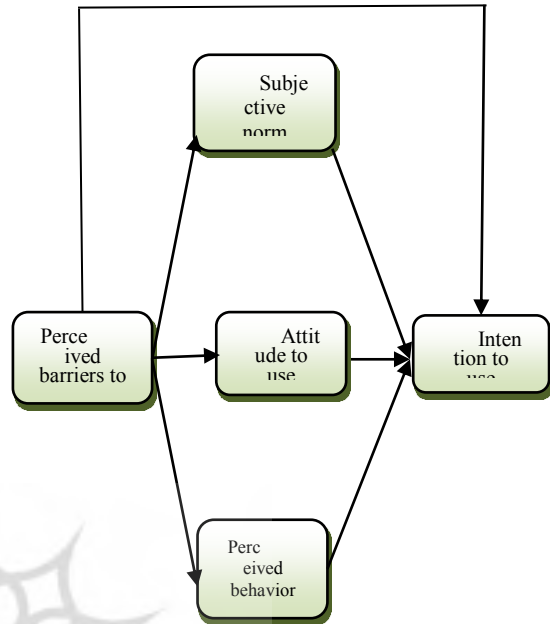 Subje
ctive
norm
Perce
ived
barriers to
Attit
ude to
use
Inten
tion to
use
Perc
eived
behavior